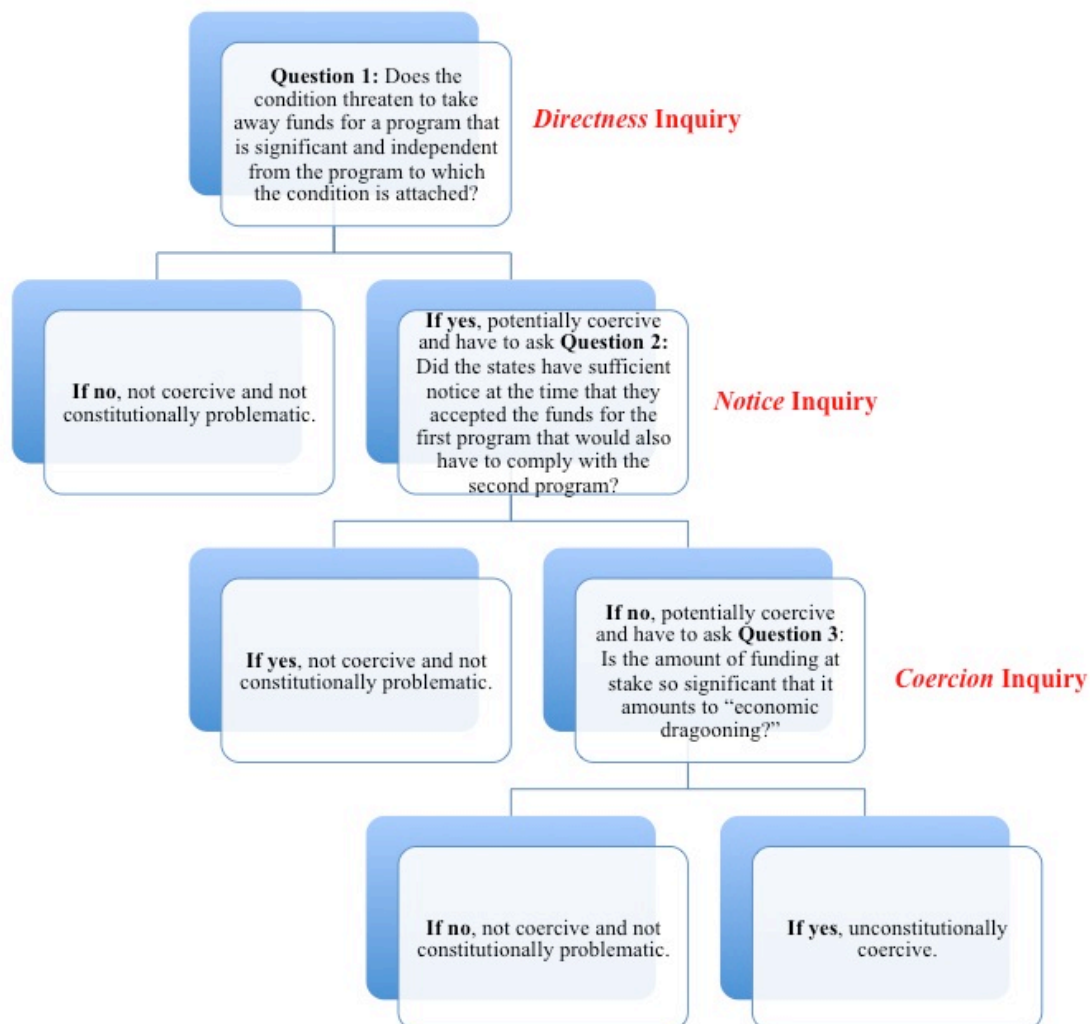 Question 1: Does the
condition threaten to take
away funds for a program that
is significant and independent
from the program to which
the condition is attached?
Directness Inquiry
If no, not coercive and not
constitutionally problematic.
If yes, potentially coercive
and have to ask Question 2:
Did the states have sufficient
notice at the time that they
accepted the funds for the
first program that would also
have to comply with the
second program?
Notice Inquiry
If yes, not coercive and not
constitutionally problematic.
If no, potentially coercive
and have to ask Question 3:
Is the amount of funding at
stake so significant that it
amounts to “economic
dragooning?”
Coercion Inquiry
If no, not coercive and not
constitutionally problematic.
If yes, unconstitutionally
coercive.